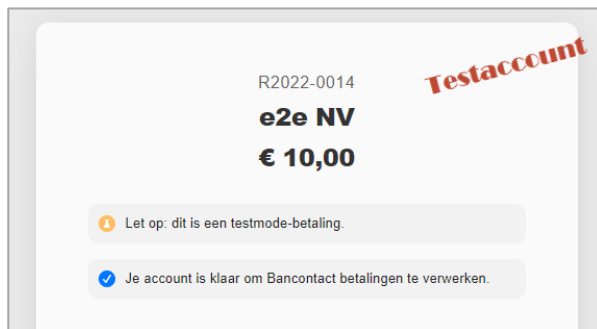 Testaccount
R2022-0014
e2e NV
€ 10,00
Let op: dit is een testmode-betaling.
Je account is klaar om Bancontact betalingen te verwerken.